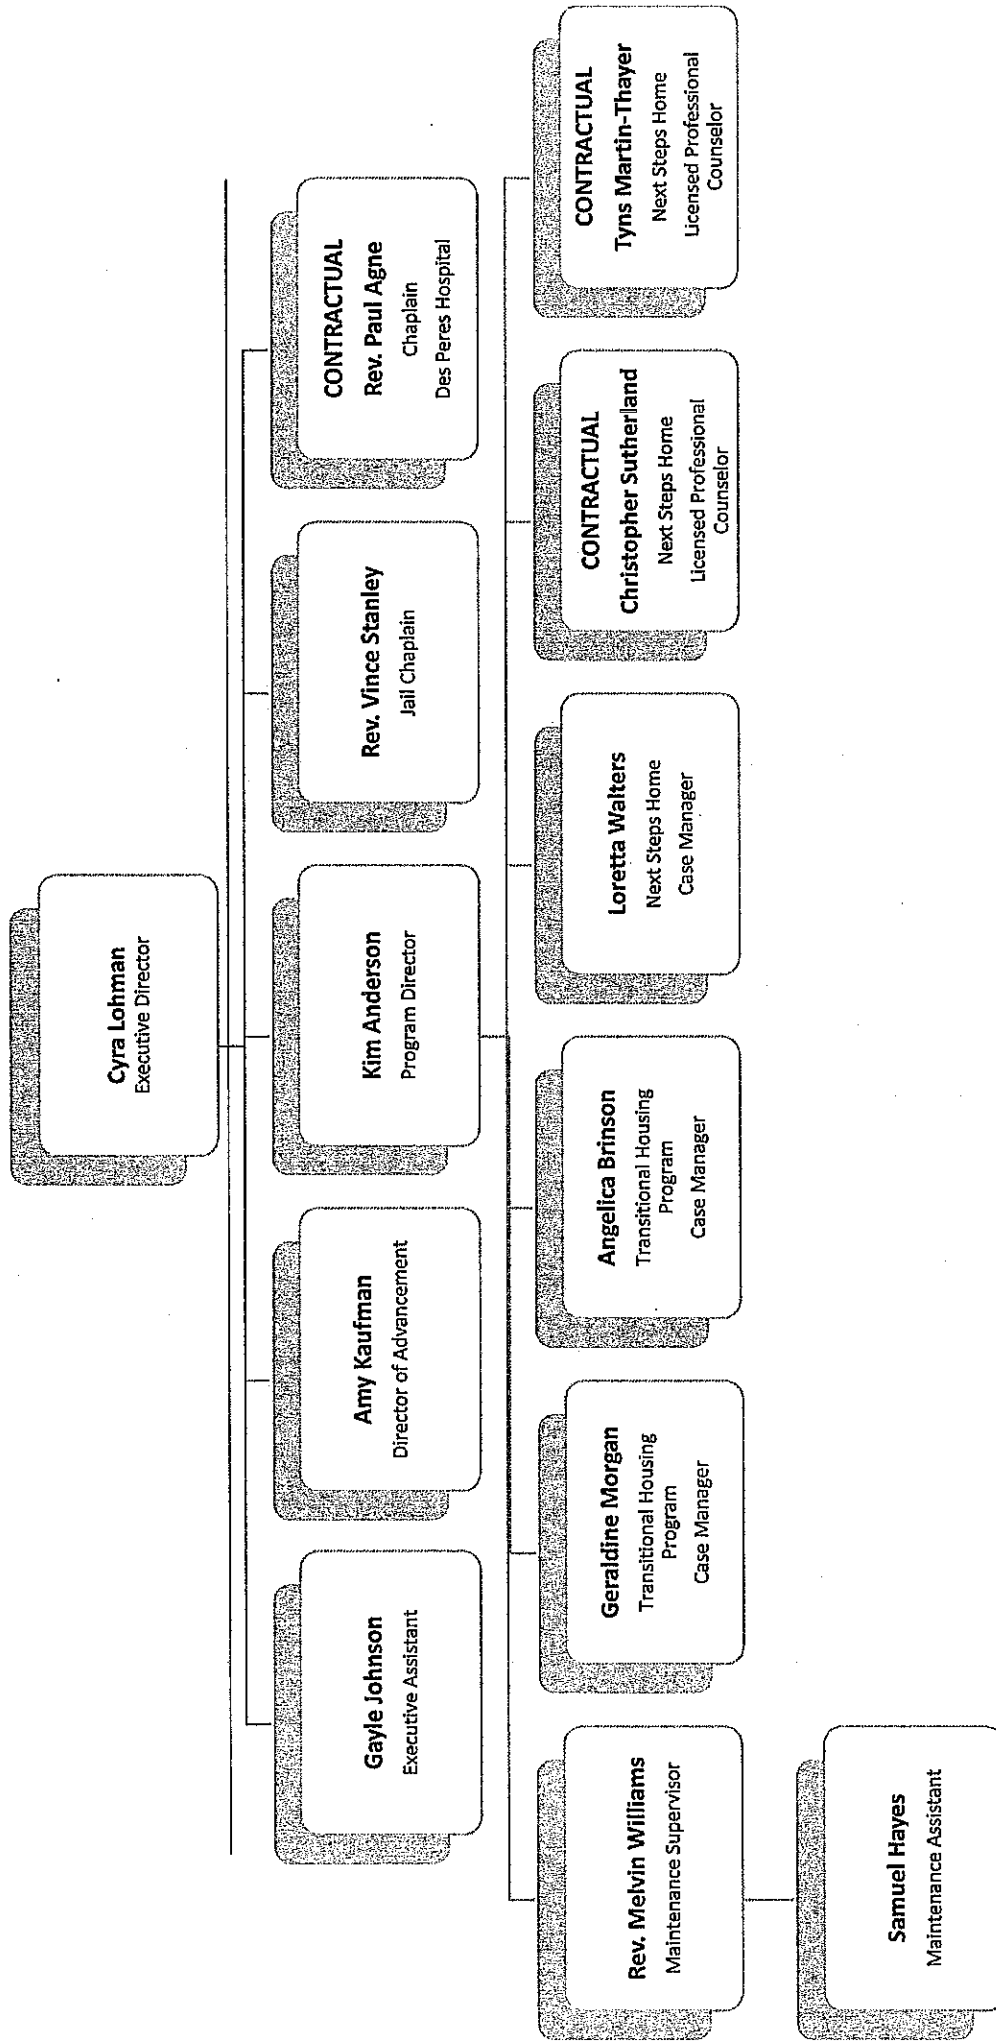 Cyra Lohman
Executive Director
Gayle Johnson
Executive Assistant
Amy Kaufman
Director of Advancement
Kim Anderson
Program Director
Rev. Vince Stanley
Jail Chaplain
CONTRACTUAL
Rev. Paul Agne
Chaplain
Des Peres Hospital
Rev. Melvin Williams
Maintenance Supervisor
Geraldine Morgan
Transitional Housing
Program
Case Manager
Angelica Brinson
Transitional Housing
Program
Case Manager
Loretta Walters
Next Steps Home
Case Manager
CONTRACTUAL
Christopher Sutherland
Next Steps Home
Licensed Professional
Counselor
CONTRACTUAL
Tyns Martin-Thayer
Next Steps Home
Licensed Professional
Counselor
Samuel Hayes
Maintenance Assistant